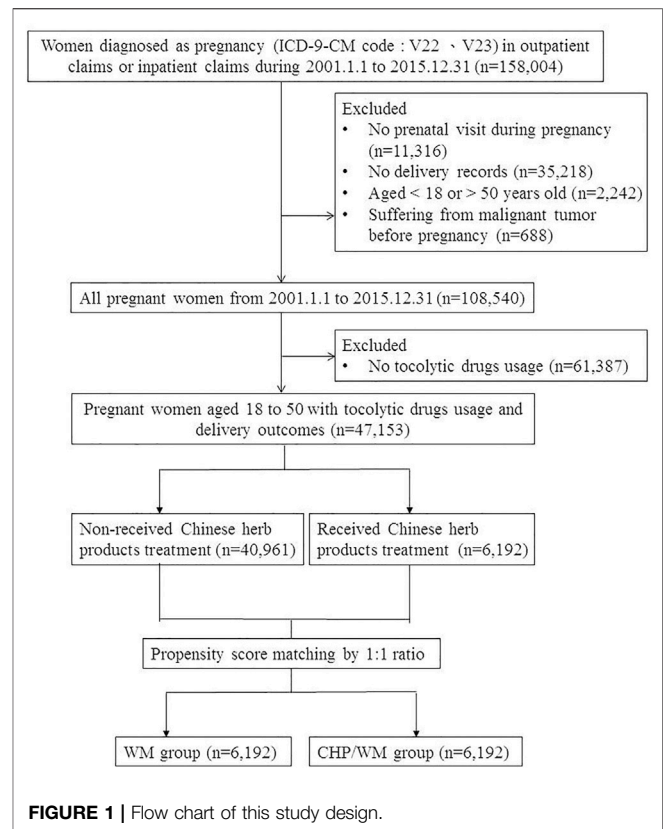 Women diagnosed as pregnancy (ICD-9-CM code : V22 、V23) in outpatient
claims or inpatient claims during 2001.1.1 to 2015.12.31 (n=158,004)
Excluded
• No prenatal visit during pregnancy
(n=11,316)
• No delivery records (n=35,218)
• Aged < 18 or > 50 years old (n=2,242)
• Suffering from malignant tumor
before pregnancy (n=688)
All pregnant women from 2001.1.1 to 2015.12.31 (n=108,540)
Excluded
• No tocolytic drugs usage (n=61,387)
Pregnant women aged 18 to 50 with tocolytic drugs usage and
delivery outcomes (n=47,153)
Non-received Chinese herb
products treatment (n=40,961)
Received Chinese herb
products treatment (n=6,192)
Propensity score matching by 1:1 ratio
WM group (n=6,192)
CHP/WM group (n=6,192)
FIGURE 1 | Flow chart of this study design.